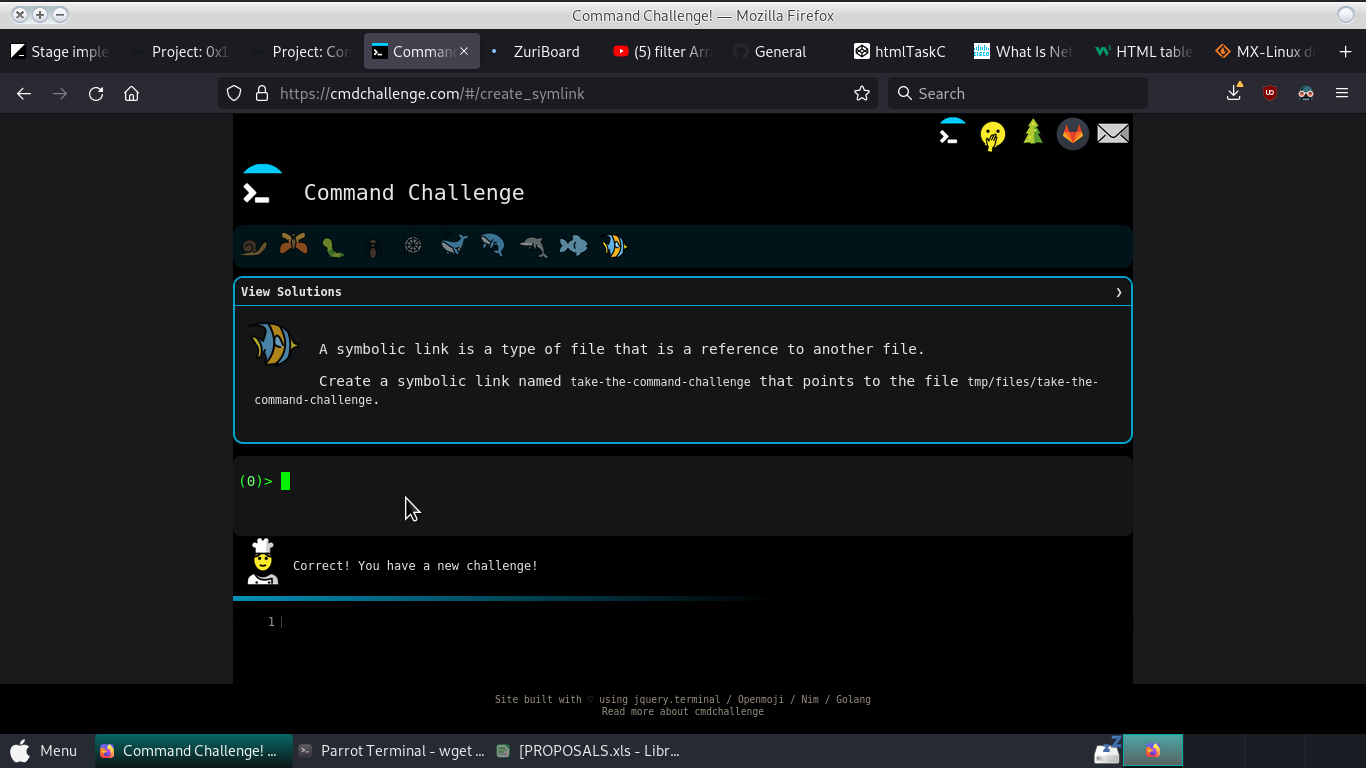 Command Challenge! — Mozilla Firefox
Stage imple Project: 0x1 Project: Cor Comman ZuriBoard (5) filter Arr General htmlTaskC What Is Net HTML table MX-Linux d
https://cmdchallenge.com/#/create_symlink Search
Command Challenge
View Solutions
A symbolic link is a type of file that is a reference to another file.
Create a symbolic link named take-the-command-challenge that points to the file tmp/files/take-the-
command-challenge.
(0)>
Correct! You have a new challenge!
1
Site built with ♡ using jquery.terminal / Openmoji / Nim / Golang
Read more about cmdchallenge
Menu Command Challenge! ... Parrot Terminal - wget ... [PROPOSALS.xls - Libr...